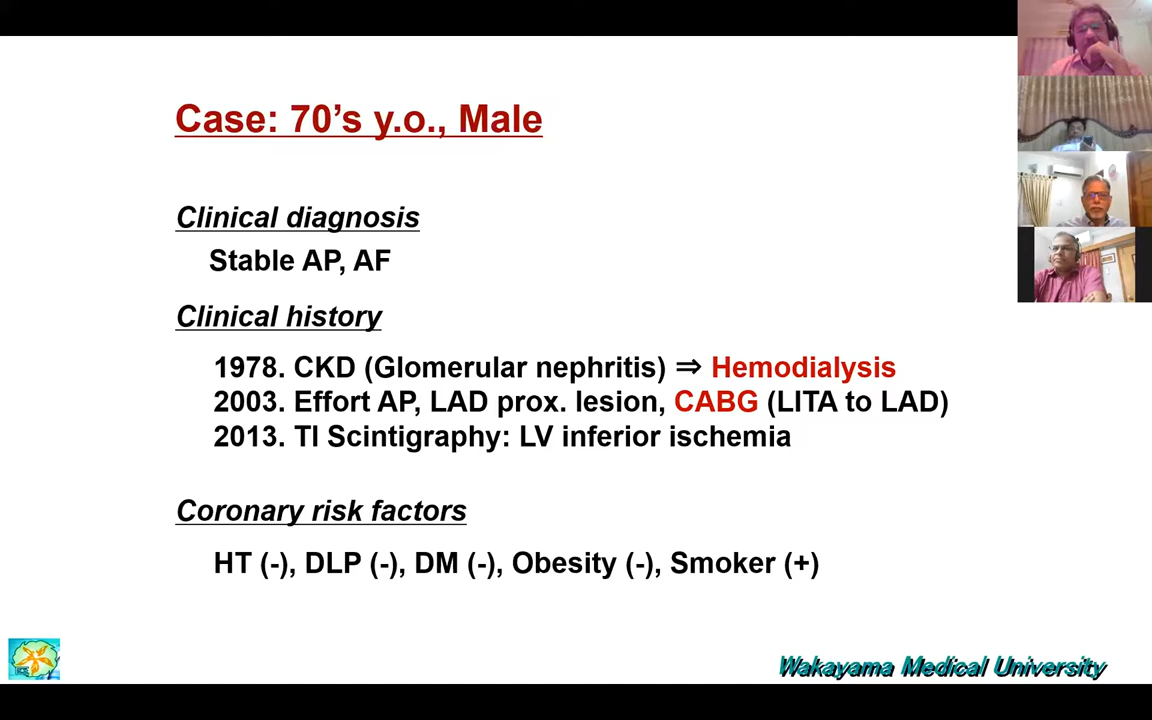 Case: 70’s y.o., Male
Clinical diagnosis
Stable AP, AF
Clinical history
1978. CKD (Glomerular nephritis) ⇒ Hemodialysis
2003. Effort AP, LAD prox. lesion, CABG (LITA to LAD)
2013. Tl Scintigraphy: LV inferior ischemia
Coronary risk factors
HT (-), DLP (-), DM (-), Obesity (-), Smoker (+)
Wakayama Medical University